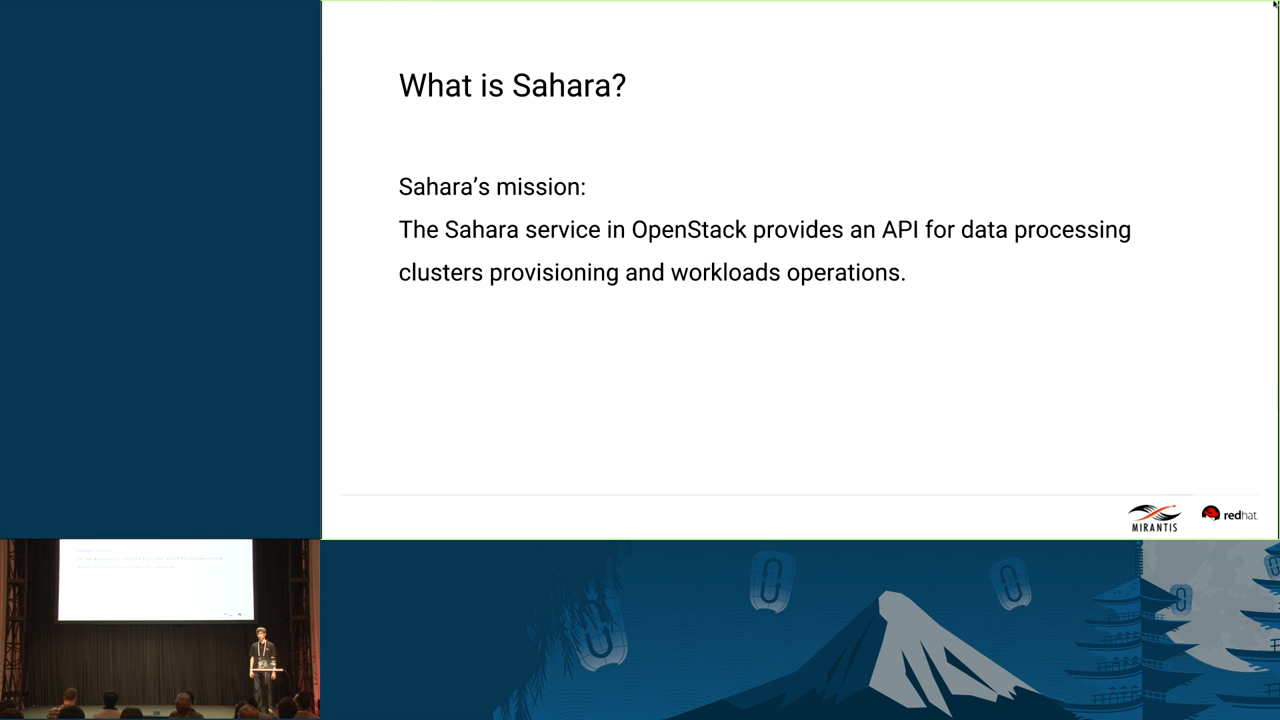 What is Sahara?
Sahara's mission:
The Sahara service in OpenStack provides an API for data processing
clusters provisioning and workloads operations.
MIRANTIS
redhat.